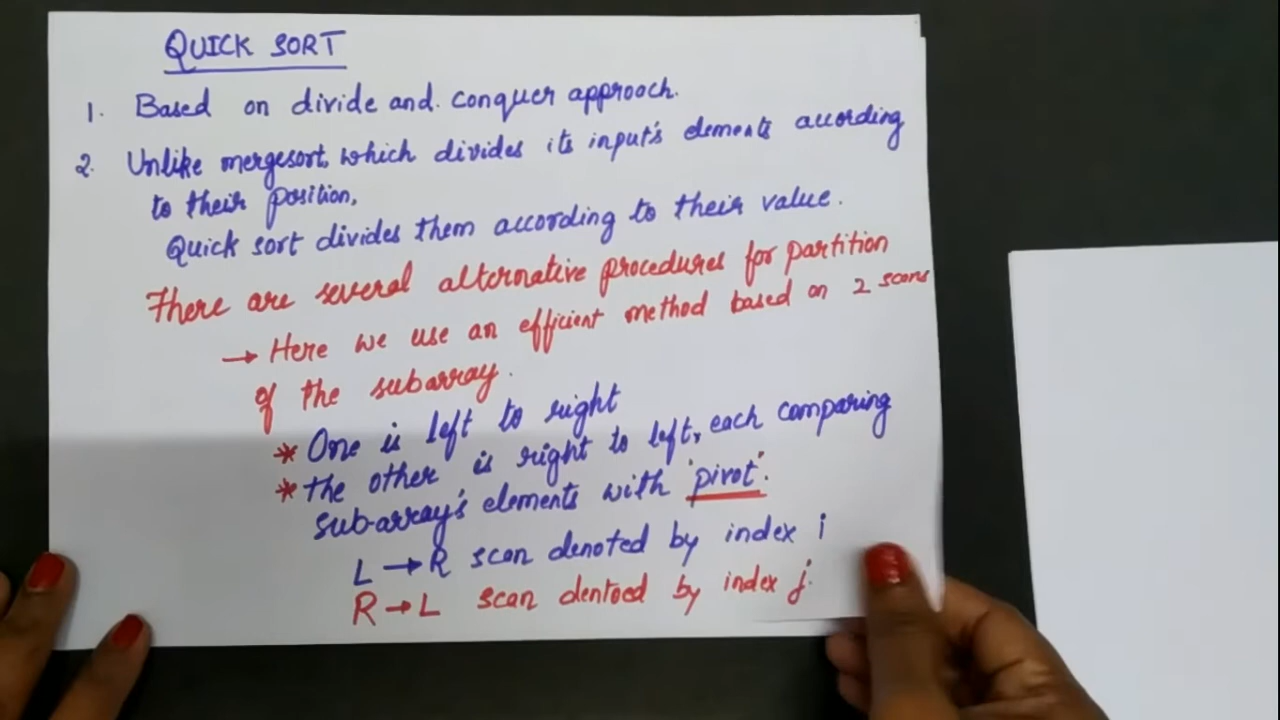 QUICK SORT
1. Based on divide and conquer approach.
2. Unlike mergesort, which divides its input's elements according
to their position,
Quick sort divides them according to their value.
There are several alternative procedures for partition
→ Here we use an efficient method based on 2 scans
of the subarray.
* One is left to right
* the other is right to left, each comparing
sub-array's elements with 'pivot'.
L → R scan denoted by index i
R → L scan dentoed by index j.